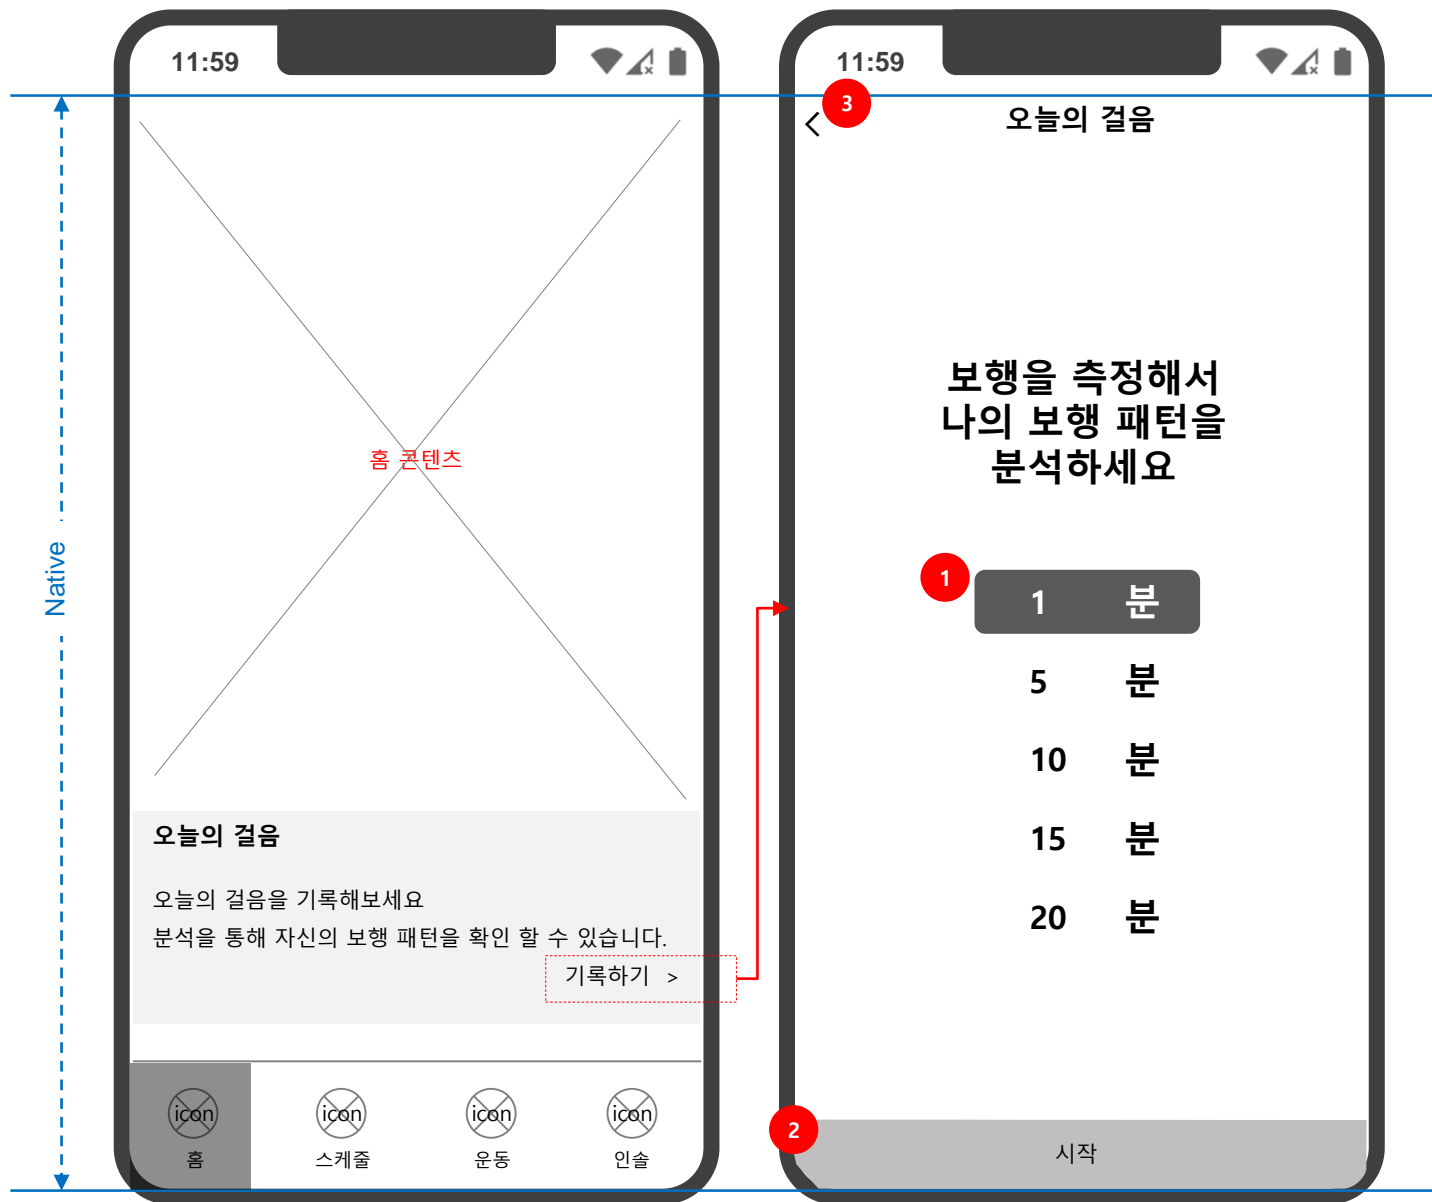 11:59
홈 콘텐츠
Native
오늘의 걸음
오늘의 걸음을 기록해보세요
분석을 통해 자신의 보행 패턴을 확인 할 수 있습니다.
기록하기 >
icon
홈
icon
스케줄
icon
운동
icon
인솔
11:59
3
오늘의 걸음
보행을 측정해서
나의 보행 패턴을
분석하세요
1
1 분
5 분
10 분
15 분
20 분
2
시작